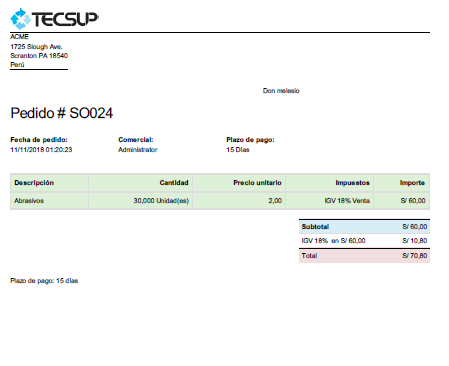 TECSUP
ACME
1725 Slough Ave.
Scranton PA 18540
Perú
Don melesio
Pedido # SO024
Fecha de pedido: Comercial: Plazo de pago:
11/11/2018 01:20:23 Administrator 15 Días
Descripción Cantidad Precio unitario Impuestos Importe
Abrasivos 30,000 Unidad(es) 2,00 IGV 18% Venta S/ 60,00
Subtotal S/ 60,00
IGV 18% en S/ 60,00 S/ 10,80
Total S/ 70,80
Plazo de pago: 15 días